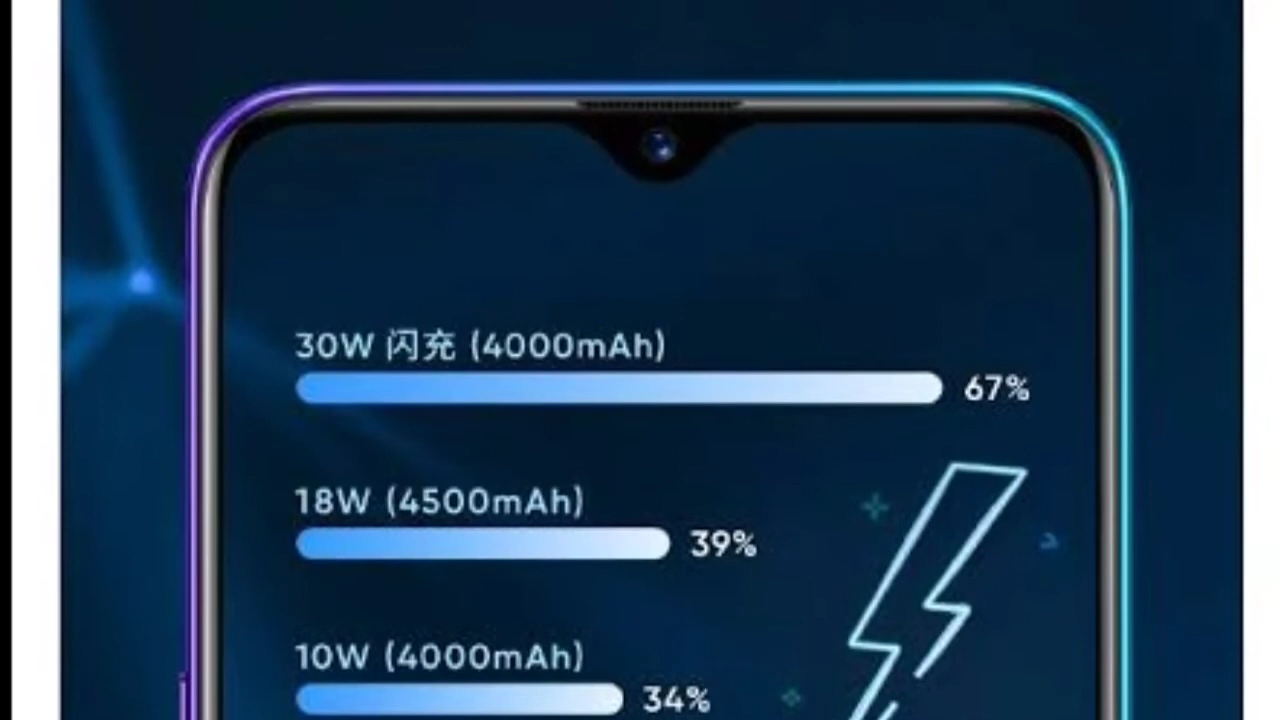 30W 闪充 (4000mAh)
67%
18W (4500mAh)
39%
10W (4000mAh)
34%